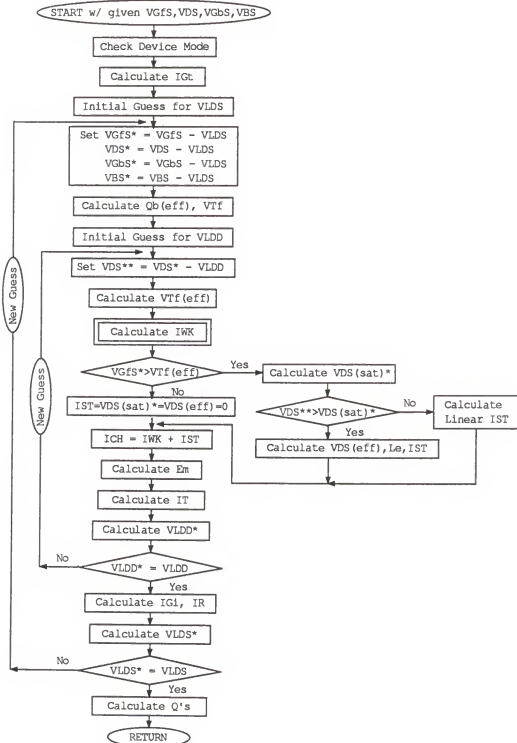 START w/ given VGfS,VDS,VGbS,VBS
Check Device Mode
Calculate IGt
Initial Guess for VLDS
Set VGfS* = VGfS - VLDS
VDS* = VDS - VLDS
VGbS* = VGbS - VLDS
VBS* = VBS - VLDS
Calculate Qb(eff), VTf
Initial Guess for VLDD
Set VDS** = VDS* - VLDD
Calculate VTf(eff)
Calculate IWK
VGfS*>VTf(eff)
Yes
Calculate VDS(sat)*
No
IST=VDS(sat)*=VDS(eff)=0
VDS**>VDS(sat)*
No
Calculate
Linear IST
Yes
Calculate VDS(eff),Le,IST
ICH = IWK + IST
Calculate Em
Calculate IT
Calculate VLDD*
No
VLDD* = VLDD
Yes
New Guess
Calculate IGi, IR
Calculate VLDS*
No
VLDS* = VLDS
Yes
New Guess
Calculate Q's
RETURN